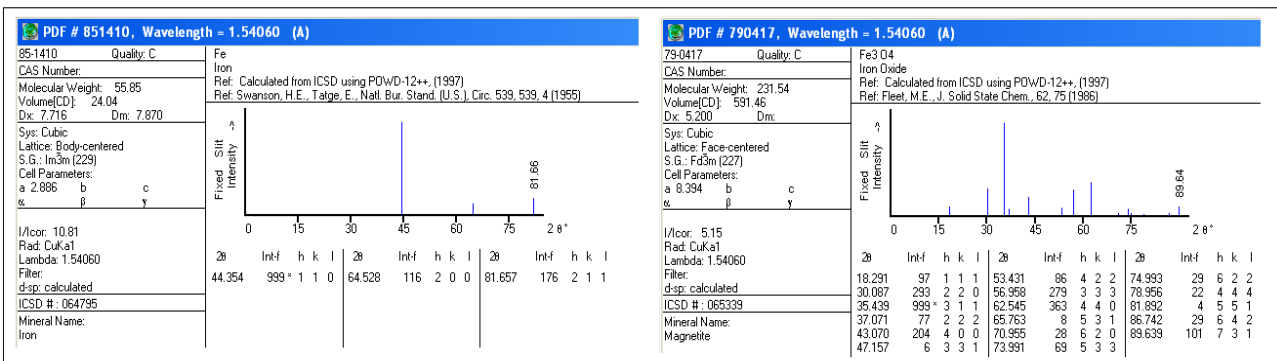 PDF # 851410, Wavelength = 1.54060 (A)
85-1410 Quality: C
CAS Number:
Molecular Weight: 55.85
Volume[CD]: 24.04
Dx: 7.716 Dm: 7.870
Sys: Cubic
Lattice: Body-centered
S.G.: Im3̅m (229)
Cell Parameters:
a 2.886 b c
α β γ
I/Icor: 10.81
Rad: CuKa1
Lambda: 1.54060
Filter:
d-sp: calculated
ICSD # : 064795
Mineral Name:
Iron
Fe
Iron
Ref: Calculated from ICSD using POWD-12++, (1997)
Ref: Swanson, H.E., Tatge, E., Natl. Bur. Stand. (U.S.), Circ. 539, 539, 4 (1955)
Fixed Slit
Intensity ->
81.66
0 15 30 45 60 75 2 θ°
2θ Int-f h k l 2θ Int-f h k l 2θ Int-f h k l
44.354 999 * 1 1 0 64.528 116 2 0 0 81.657 176 2 1 1
PDF # 790417, Wavelength = 1.54060 (A)
79-0417 Quality: C
CAS Number:
Molecular Weight: 231.54
Volume[CD]: 591.46
Dx: 5.200 Dm:
Sys: Cubic
Lattice: Face-centered
S.G.: Fd3̅m (227)
Cell Parameters:
a 8.394 b c
α β γ
I/Icor: 5.15
Rad: CuKa1
Lambda: 1.54060
Filter:
d-sp: calculated
ICSD # : 065339
Mineral Name:
Magnetite
Fe3 O4
Iron Oxide
Ref: Calculated from ICSD using POWD-12++, (1997)
Ref: Fleet, M.E., J. Solid State Chem., 62, 75 (1986)
Fixed Slit
Intensity ->
89.64
0 15 30 45 60 75 2 θ°
2θ Int-f h k l 2θ Int-f h k l 2θ Int-f h k l
18.291 97 1 1 1 53.431 86 4 2 2 74.993 29 6 2 2
30.087 293 2 2 0 56.958 279 3 3 3 78.956 22 4 4 4
35.439 999 * 3 1 1 62.545 363 4 4 0 81.892 4 5 5 1
37.071 77 2 2 2 65.763 8 5 3 1 86.742 29 6 4 2
43.070 204 4 0 0 70.955 28 6 2 0 89.639 101 7 3 1
47.157 6 3 3 1 73.991 69 5 3 3